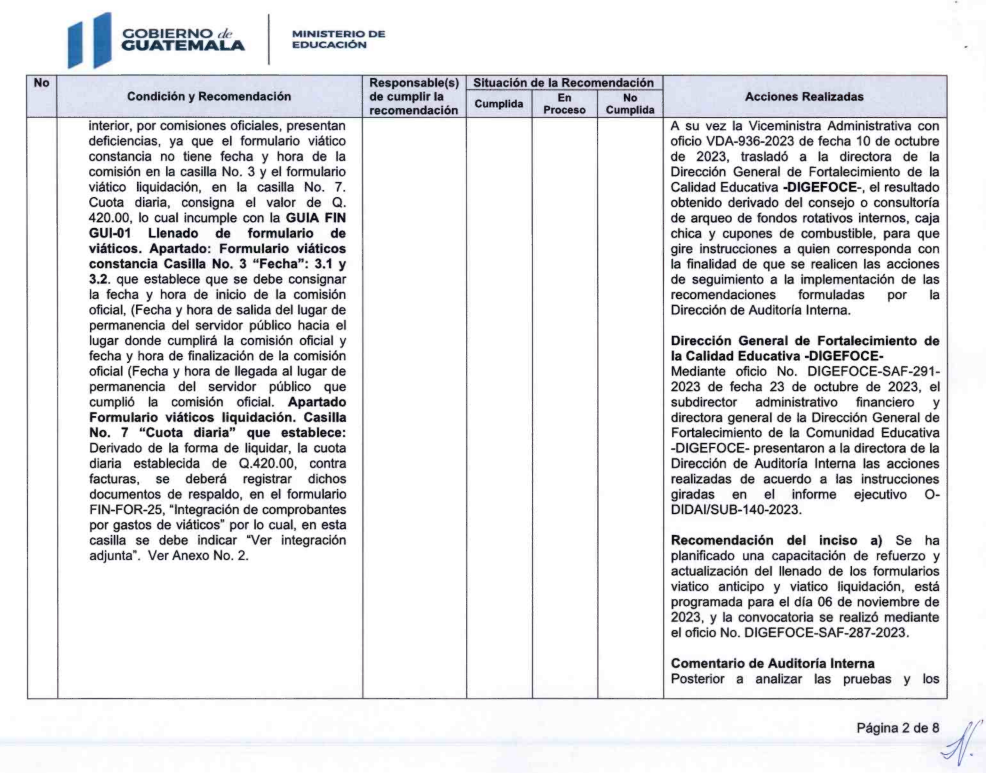 GOBIERNO de
GUATEMALA
MINISTERIO DE
EDUCACIÓN
No
Condición y Recomendación
Responsable(s)
de cumplir la
recomendación
Situación de la Recomendación
Cumplida
En
Proceso
No
Cumplida
Acciones Realizadas
interior, por comisiones oficiales, presentan
deficiencias, ya que el formulario viático
constancia no tiene fecha y hora de la
comisión en la casilla No. 3 y el formulario
viático liquidación, en la casilla No. 7.
Cuota diaria, consigna el valor de Q.
420.00, lo cual incumple con la GUIA FIN
GUI-01 Llenado de formulario de
viáticos. Apartado: Formulario viáticos
constancia Casilla No. 3 “Fecha”: 3.1 y
3.2. que establece que se debe consignar
la fecha y hora de inicio de la comisión
oficial, (Fecha y hora de salida del lugar de
permanencia del servidor público hacia el
lugar donde cumplirá la comisión oficial y
fecha y hora de finalización de la comisión
oficial (Fecha y hora de llegada al lugar de
permanencia del servidor público que
cumplió la comisión oficial. Apartado
Formulario viáticos liquidación. Casilla
No. 7 “Cuota diaria” que establece:
Derivado de la forma de liquidar, la cuota
diaria establecida de Q.420.00, contra
facturas, se deberá registrar dichos
documentos de respaldo, en el formulario
FIN-FOR-25, “Integración de comprobantes
por gastos de viáticos” por lo cual, en esta
casilla se debe indicar “Ver integración
adjunta”. Ver Anexo No. 2.
A su vez la Viceministra Administrativa con
oficio VDA-936-2023 de fecha 10 de octubre
de 2023, trasladó a la directora de la
Dirección General de Fortalecimiento de la
Calidad Educativa -DIGEFOCE-, el resultado
obtenido derivado del consejo o consultoría
de arqueo de fondos rotativos internos, caja
chica y cupones de combustible, para que
gire instrucciones a quien corresponda con
la finalidad de que se realicen las acciones
de seguimiento a la implementación de las
recomendaciones formuladas por la
Dirección de Auditoría Interna.
Dirección General de Fortalecimiento de
la Calidad Educativa -DIGEFOCE-
Mediante oficio No. DIGEFOCE-SAF-291-
2023 de fecha 23 de octubre de 2023, el
subdirector administrativo financiero y
directora general de la Dirección General de
Fortalecimiento de la Comunidad Educativa
-DIGEFOCE- presentaron a la directora de la
Dirección de Auditoría Interna las acciones
realizadas de acuerdo a las instrucciones
giradas en el informe ejecutivo O-
DIDAI/SUB-140-2023.
Recomendación del inciso a) Se ha
planificado una capacitación de refuerzo y
actualización del llenado de los formularios
viatico anticipo y viatico liquidación, está
programada para el día 06 de noviembre de
2023, y la convocatoria se realizó mediante
el oficio No. DIGEFOCE-SAF-287-2023.
Comentario de Auditoría Interna
Posterior a analizar las pruebas y los
Página 2 de 8